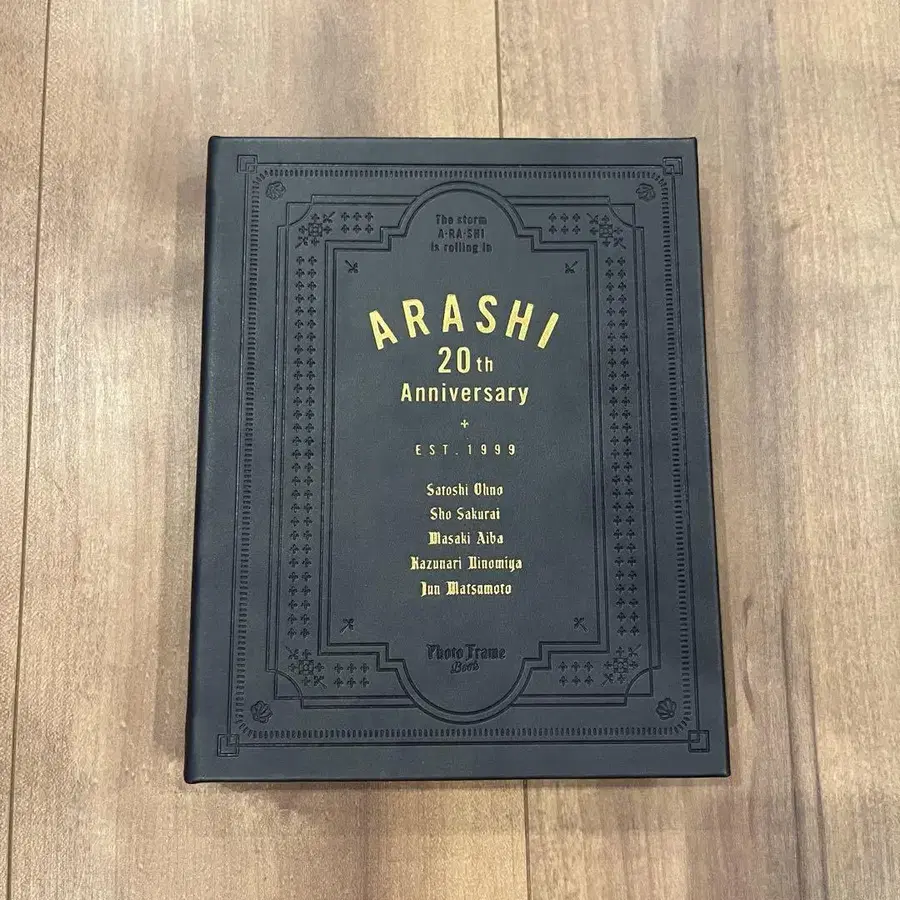 The storm
A·RA·SHI
is rolling in
ARASHI
20th
Anniversary
EST. 1999
Satoshi Ohno
Sho Sakurai
Masaki Aiba
Kazunari Ninomiya
Jun Matsumoto
Photo Frame
Book